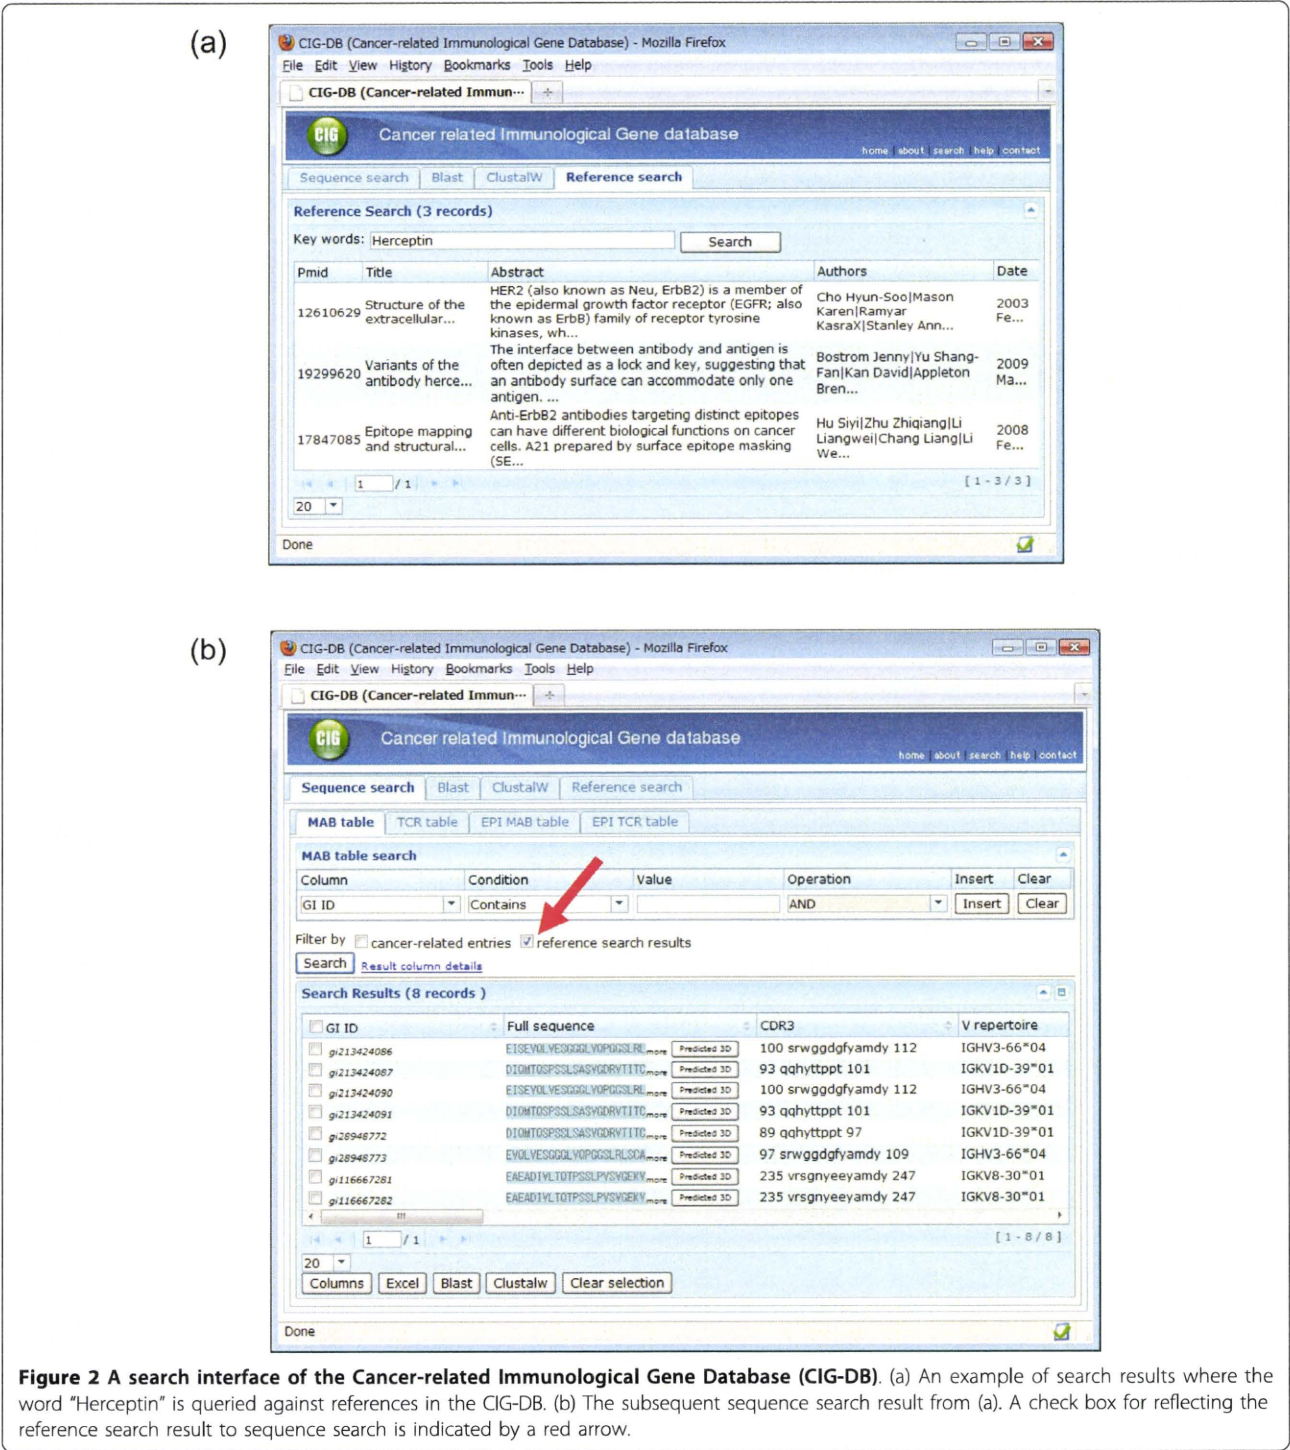 (a)
CIG-DB (Cancer-related Immunological Gene Database) - Mozilla Firefox
File Edit View History Bookmarks Tools Help
CIG-DB (Cancer-related Immun···
CIG Cancer related Immunological Gene database
home | about | search | help | contact
Sequence search Blast ClustalW Reference search
Reference Search (3 records)
Key words: Herceptin Search
Pmid Title Abstract Authors Date
12610629 Structure of the extracellular... HER2 (also known as Neu, ErbB2) is a member of the epidermal growth factor receptor (EGFR; also known as ErbB) family of receptor tyrosine kinases, wh... Cho Hyun-Soo|Mason Karen|Ramyar KasraX|Stanley Ann... 2003 Fe...
19299620 Variants of the antibody herce... The interface between antibody and antigen is often depicted as a lock and key, suggesting that an antibody surface can accommodate only one antigen. ... Bostrom Jenny|Yu Shang-Fan|Kan David|Appleton Bren... 2009 Ma...
17847085 Epitope mapping and structural... Anti-ErbB2 antibodies targeting distinct epitopes can have different biological functions on cancer cells. A21 prepared by surface epitope masking (SE... Hu Siyi|Zhu Zhiqiang|Li Liangwei|Chang Liang|Li We... 2008 Fe...
1 / 1 [ 1 - 3 / 3 ]
20
Done
(b)
CIG-DB (Cancer-related Immunological Gene Database) - Mozilla Firefox
File Edit View History Bookmarks Tools Help
CIG-DB (Cancer-related Immun···
CIG Cancer related Immunological Gene database
home | about | search | help | contact
Sequence search Blast ClustalW Reference search
MAB table TCR table EPI MAB table EPI TCR table
MAB table search
Column Condition Value Operation Insert Clear
GI ID Contains AND Insert Clear
Filter by cancer-related entries reference search results
Search Result column details
Search Results (8 records )
GI ID Full sequence CDR3 V repertoire
gi213424086 EISEVQLVESGGGLVQPGGSLRL more Predicted 3D 100 srwggdgfyamdy 112 IGHV3-66*04
gi213424087 DIQMTQSPSSLSASVGDRVTITC more Predicted 3D 93 qqhyttppt 101 IGKV1D-39*01
gi213424090 EISEVQLVESGGGLVQPGGSLRL more Predicted 3D 100 srwggdgfyamdy 112 IGHV3-66*04
gi213424091 DIQMTQSPSSLSASVGDRVTITC more Predicted 3D 93 qqhyttppt 101 IGKV1D-39*01
gi28948772 DIQMTQSPSSLSASVGDRVTITC more Predicted 3D 89 qqhyttppt 97 IGKV1D-39*01
gi28948773 EVQLVESGGGLVQPGGSLRLSCA more Predicted 3D 97 srwggdgfyamdy 109 IGHV3-66*04
gi116667281 EAEADIVLTQTPSSLPVSVGEKV more Predicted 3D 235 vrsgnyeeyamdy 247 IGKV8-30*01
gi116667282 EAEADIVLTQTPSSLPVSVGEKV more Predicted 3D 235 vrsgnyeeyamdy 247 IGKV8-30*01
1 / 1 [ 1 - 8 / 8 ]
20
Columns Excel Blast Clustalw Clear selection
Done
Figure 2 A search interface of the Cancer-related Immunological Gene Database (CIG-DB). (a) An example of search results where the
word "Herceptin" is queried against references in the CIG-DB. (b) The subsequent sequence search result from (a). A check box for reflecting the
reference search result to sequence search is indicated by a red arrow.